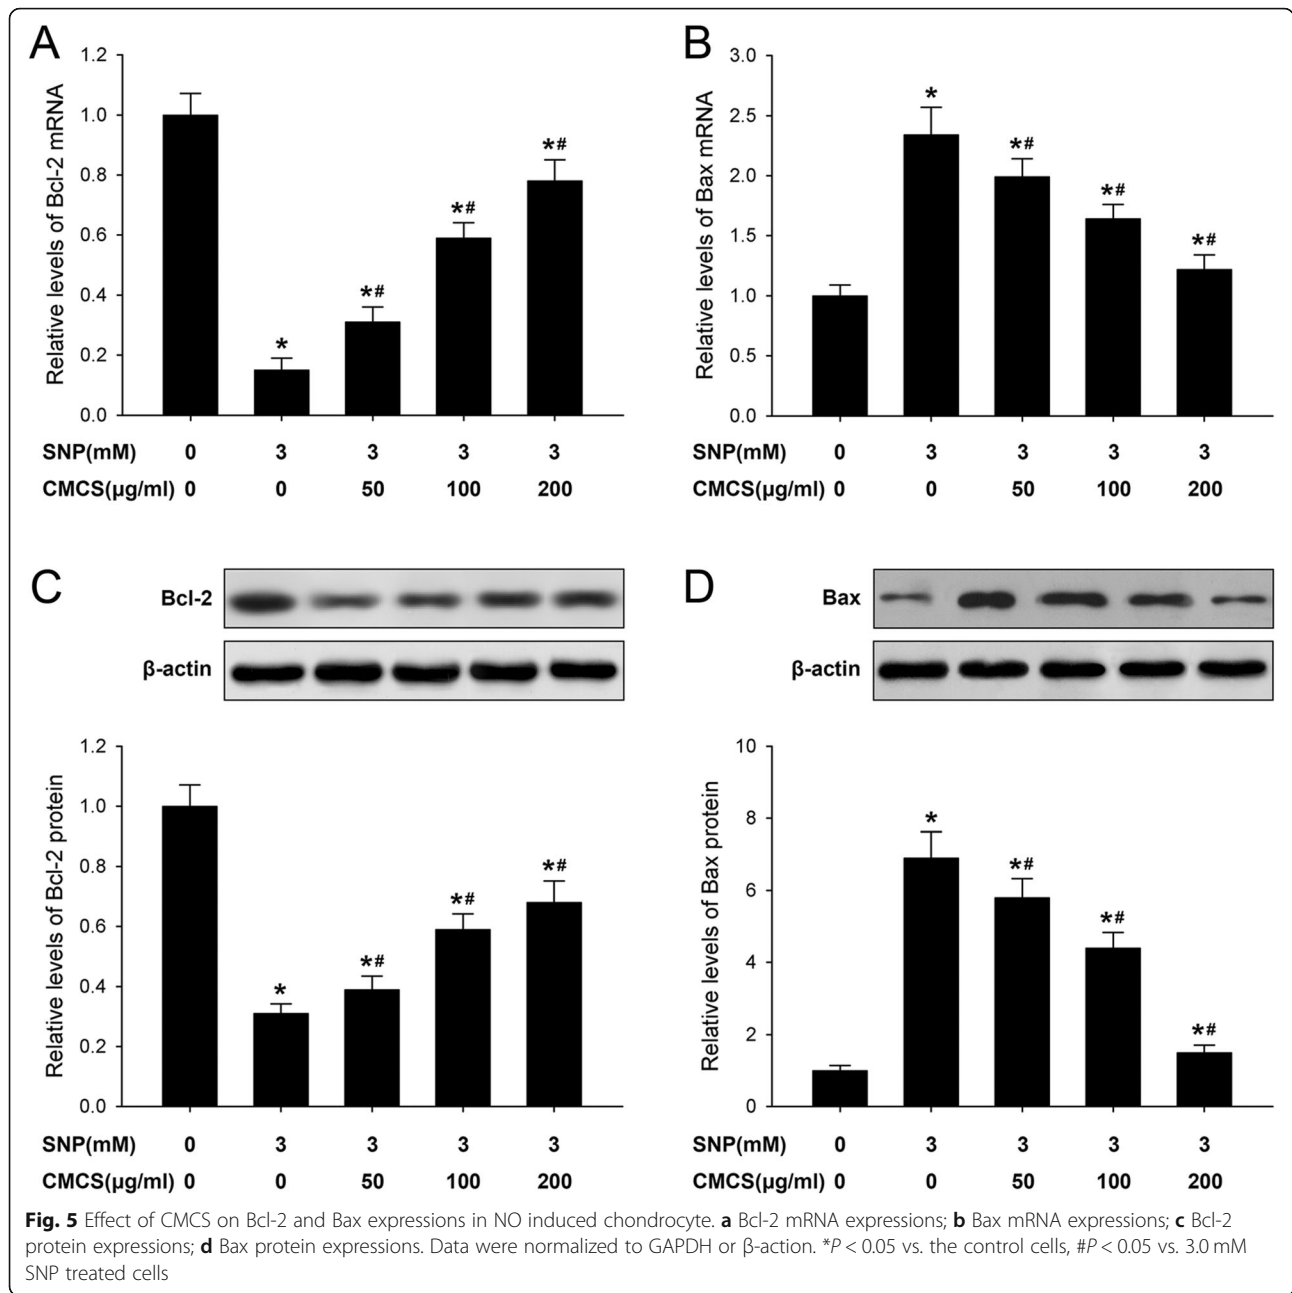 A
Relative levels of Bcl-2 mRNA
1.2
1.0
0.8
0.6
0.4
0.2
0.0
* *# *# *#
SNP(mM) 0 3 3 3 3
CMCS(µg/ml) 0 0 50 100 200
B
Relative levels of Bax mRNA
3.0
2.5
2.0
1.5
1.0
0.5
0.0
* *# *# *#
SNP(mM) 0 3 3 3 3
CMCS(µg/ml) 0 0 50 100 200
C
Bcl-2
β-actin
Relative levels of Bcl-2 protein
1.2
1.0
0.8
0.6
0.4
0.2
0.0
* *# *# *#
SNP(mM) 0 3 3 3 3
CMCS(µg/ml) 0 0 50 100 200
D
Bax
β-actin
Relative levels of Bax protein
10
8
6
4
2
0
* *# *# *#
SNP(mM) 0 3 3 3 3
CMCS(µg/ml) 0 0 50 100 200
Fig. 5 Effect of CMCS on Bcl-2 and Bax expressions in NO induced chondrocyte. a Bcl-2 mRNA expressions; b Bax mRNA expressions; c Bcl-2
protein expressions; d Bax protein expressions. Data were normalized to GAPDH or β-action. *P < 0.05 vs. the control cells, #P < 0.05 vs. 3.0 mM
SNP treated cells